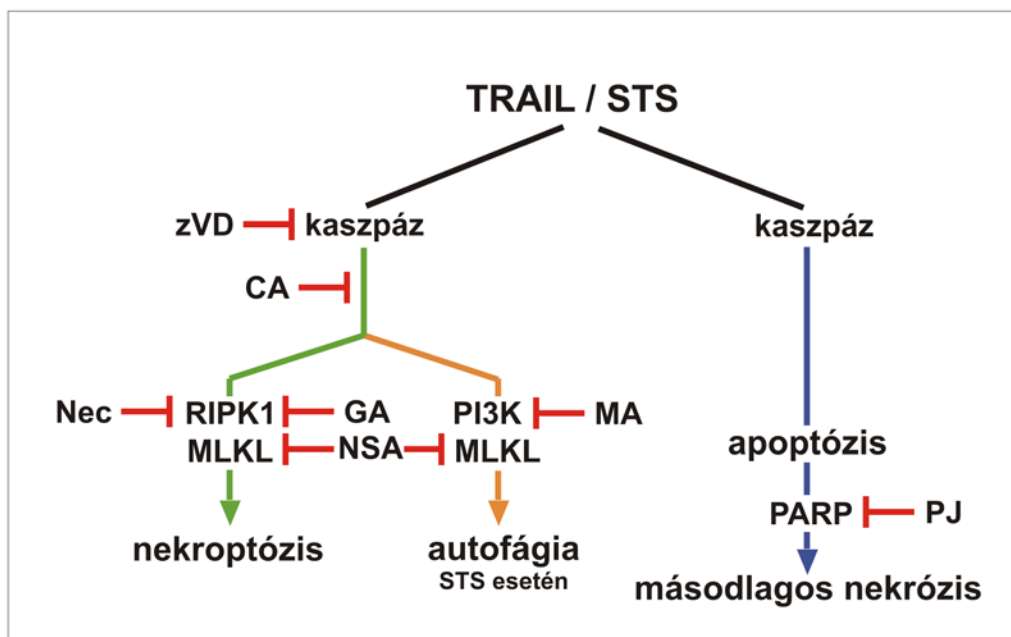 TRAIL / STS
zVD kaszpáz kaszpáz
CA
Nec RIPK1 GA PI3K MA
MLKL NSA MLKL
apoptózis
PARP PJ
nekroptózis autofágia
STS esetén
másodlagos nekrózis